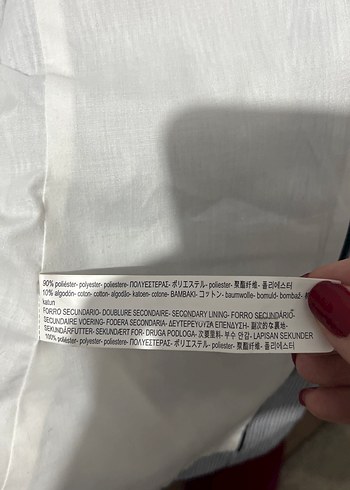 90% poliéster- polyester- poliestere- ΠΟΛΥΕΣΤΕΡΑΣ- ポリエステル- poliester- 聚酯纤维- 폴리에스터
10% algodón- coton- cotton- algodão- katoen- cotone- ΒΑΜΒΑΚΙ- コットン- baumwolle- bomuld- bombaž-
katun
FORRO SECUNDARIO- DOUBLURE SECONDAIRE- SECONDARY LINING- FORRO SECUNDÁRIO-
SECUNDAIRE VOERING- FODERA SECONDARIA- ΔΕΥΤΕΡΕΥΟΥΣΑ ΕΠΕΝΔΥΣΗ- 副次的な裏地-
SEKUNDÄRFUTTER- SEKUNDÆRT FOR- DRUGA PODLOGA- 次要里料- 부수 안감- LAPISAN SEKUNDER
100% poliéster- polyester- poliestere- ΠΟΛΥΕΣΤΕΡΑΣ- ポリエステル- poliester- 聚酯纤维- 폴리에스터